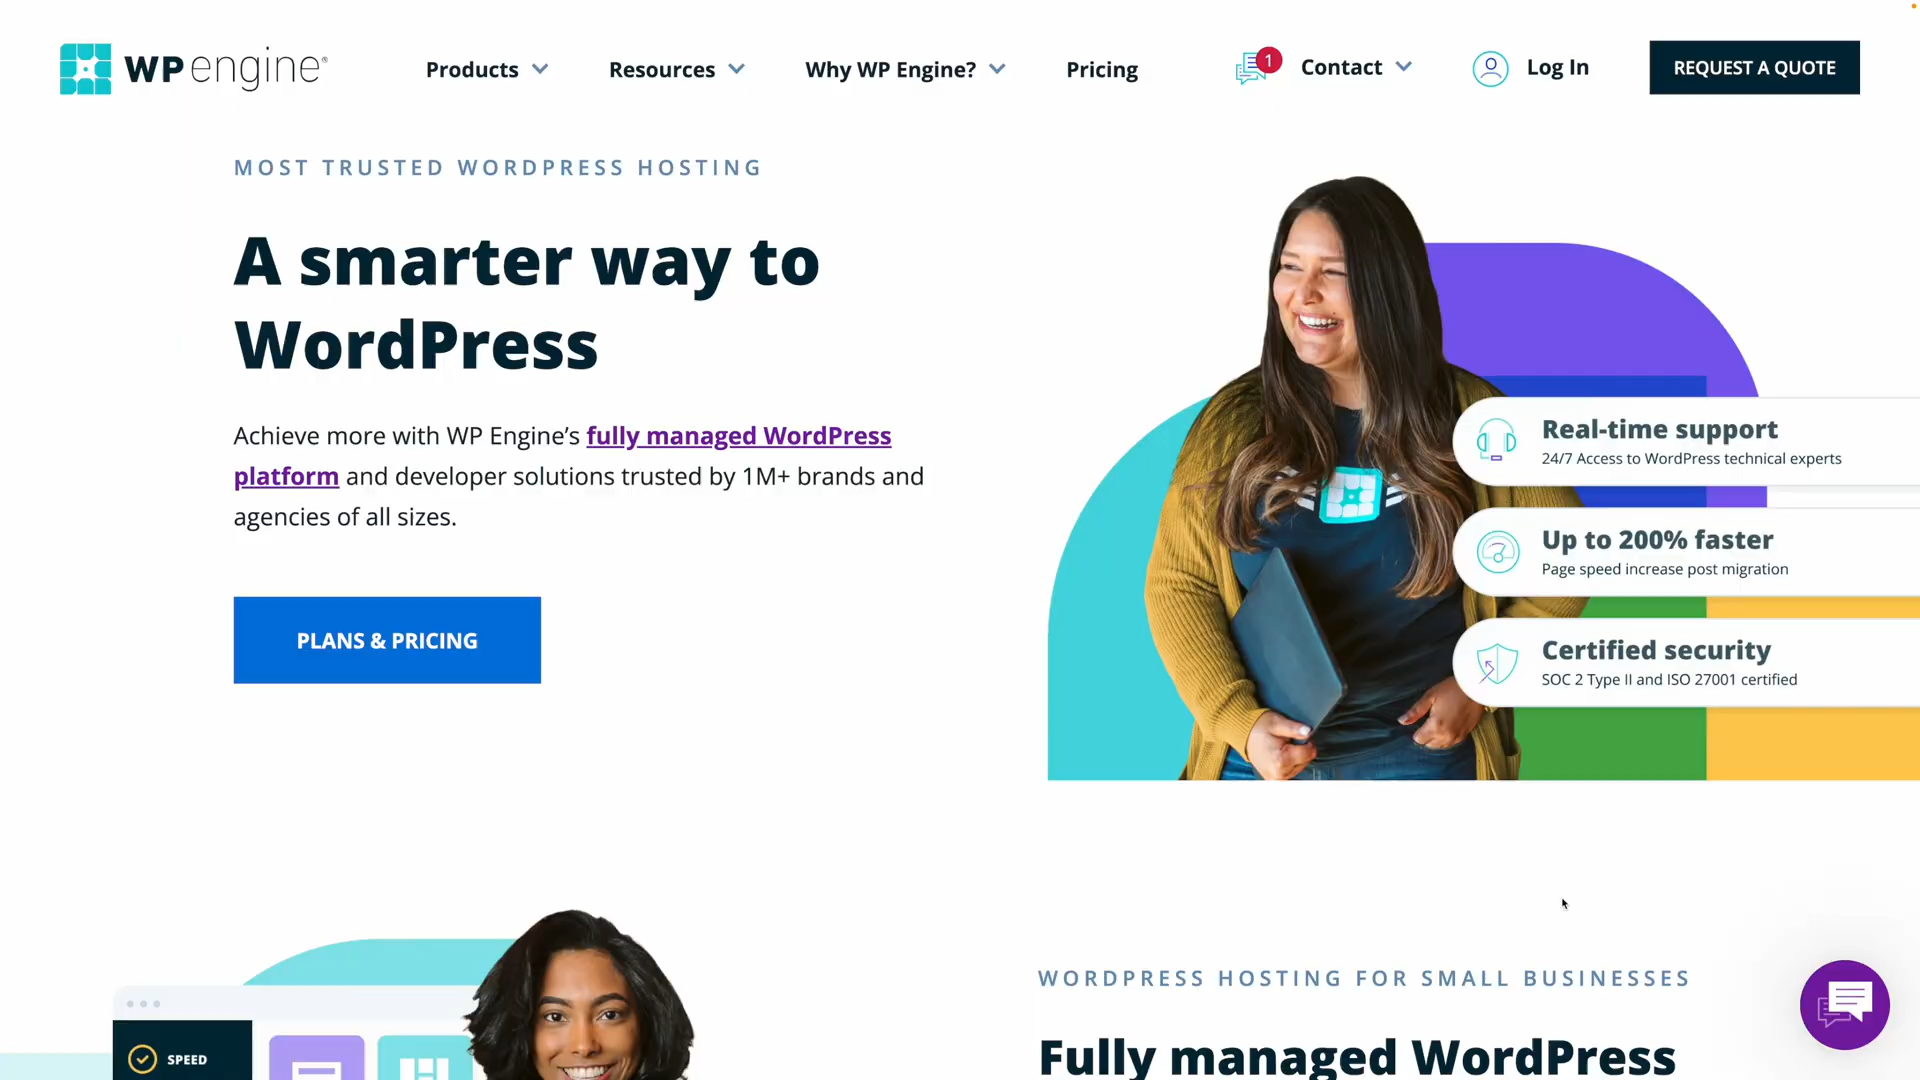 WP engine®
Products
Resources
Why WP Engine?
Pricing
1
Contact
Log In
REQUEST A QUOTE
MOST TRUSTED WORDPRESS HOSTING
A smarter way to
WordPress
Achieve more with WP Engine’s fully managed WordPress
platform and developer solutions trusted by 1M+ brands and
agencies of all sizes.
PLANS & PRICING
Real-time support
24/7 Access to WordPress technical experts
Up to 200% faster
Page speed increase post migration
Certified security
SOC 2 Type II and ISO 27001 certified
SPEED
WORDPRESS HOSTING FOR SMALL BUSINESSES
Fully managed WordPress